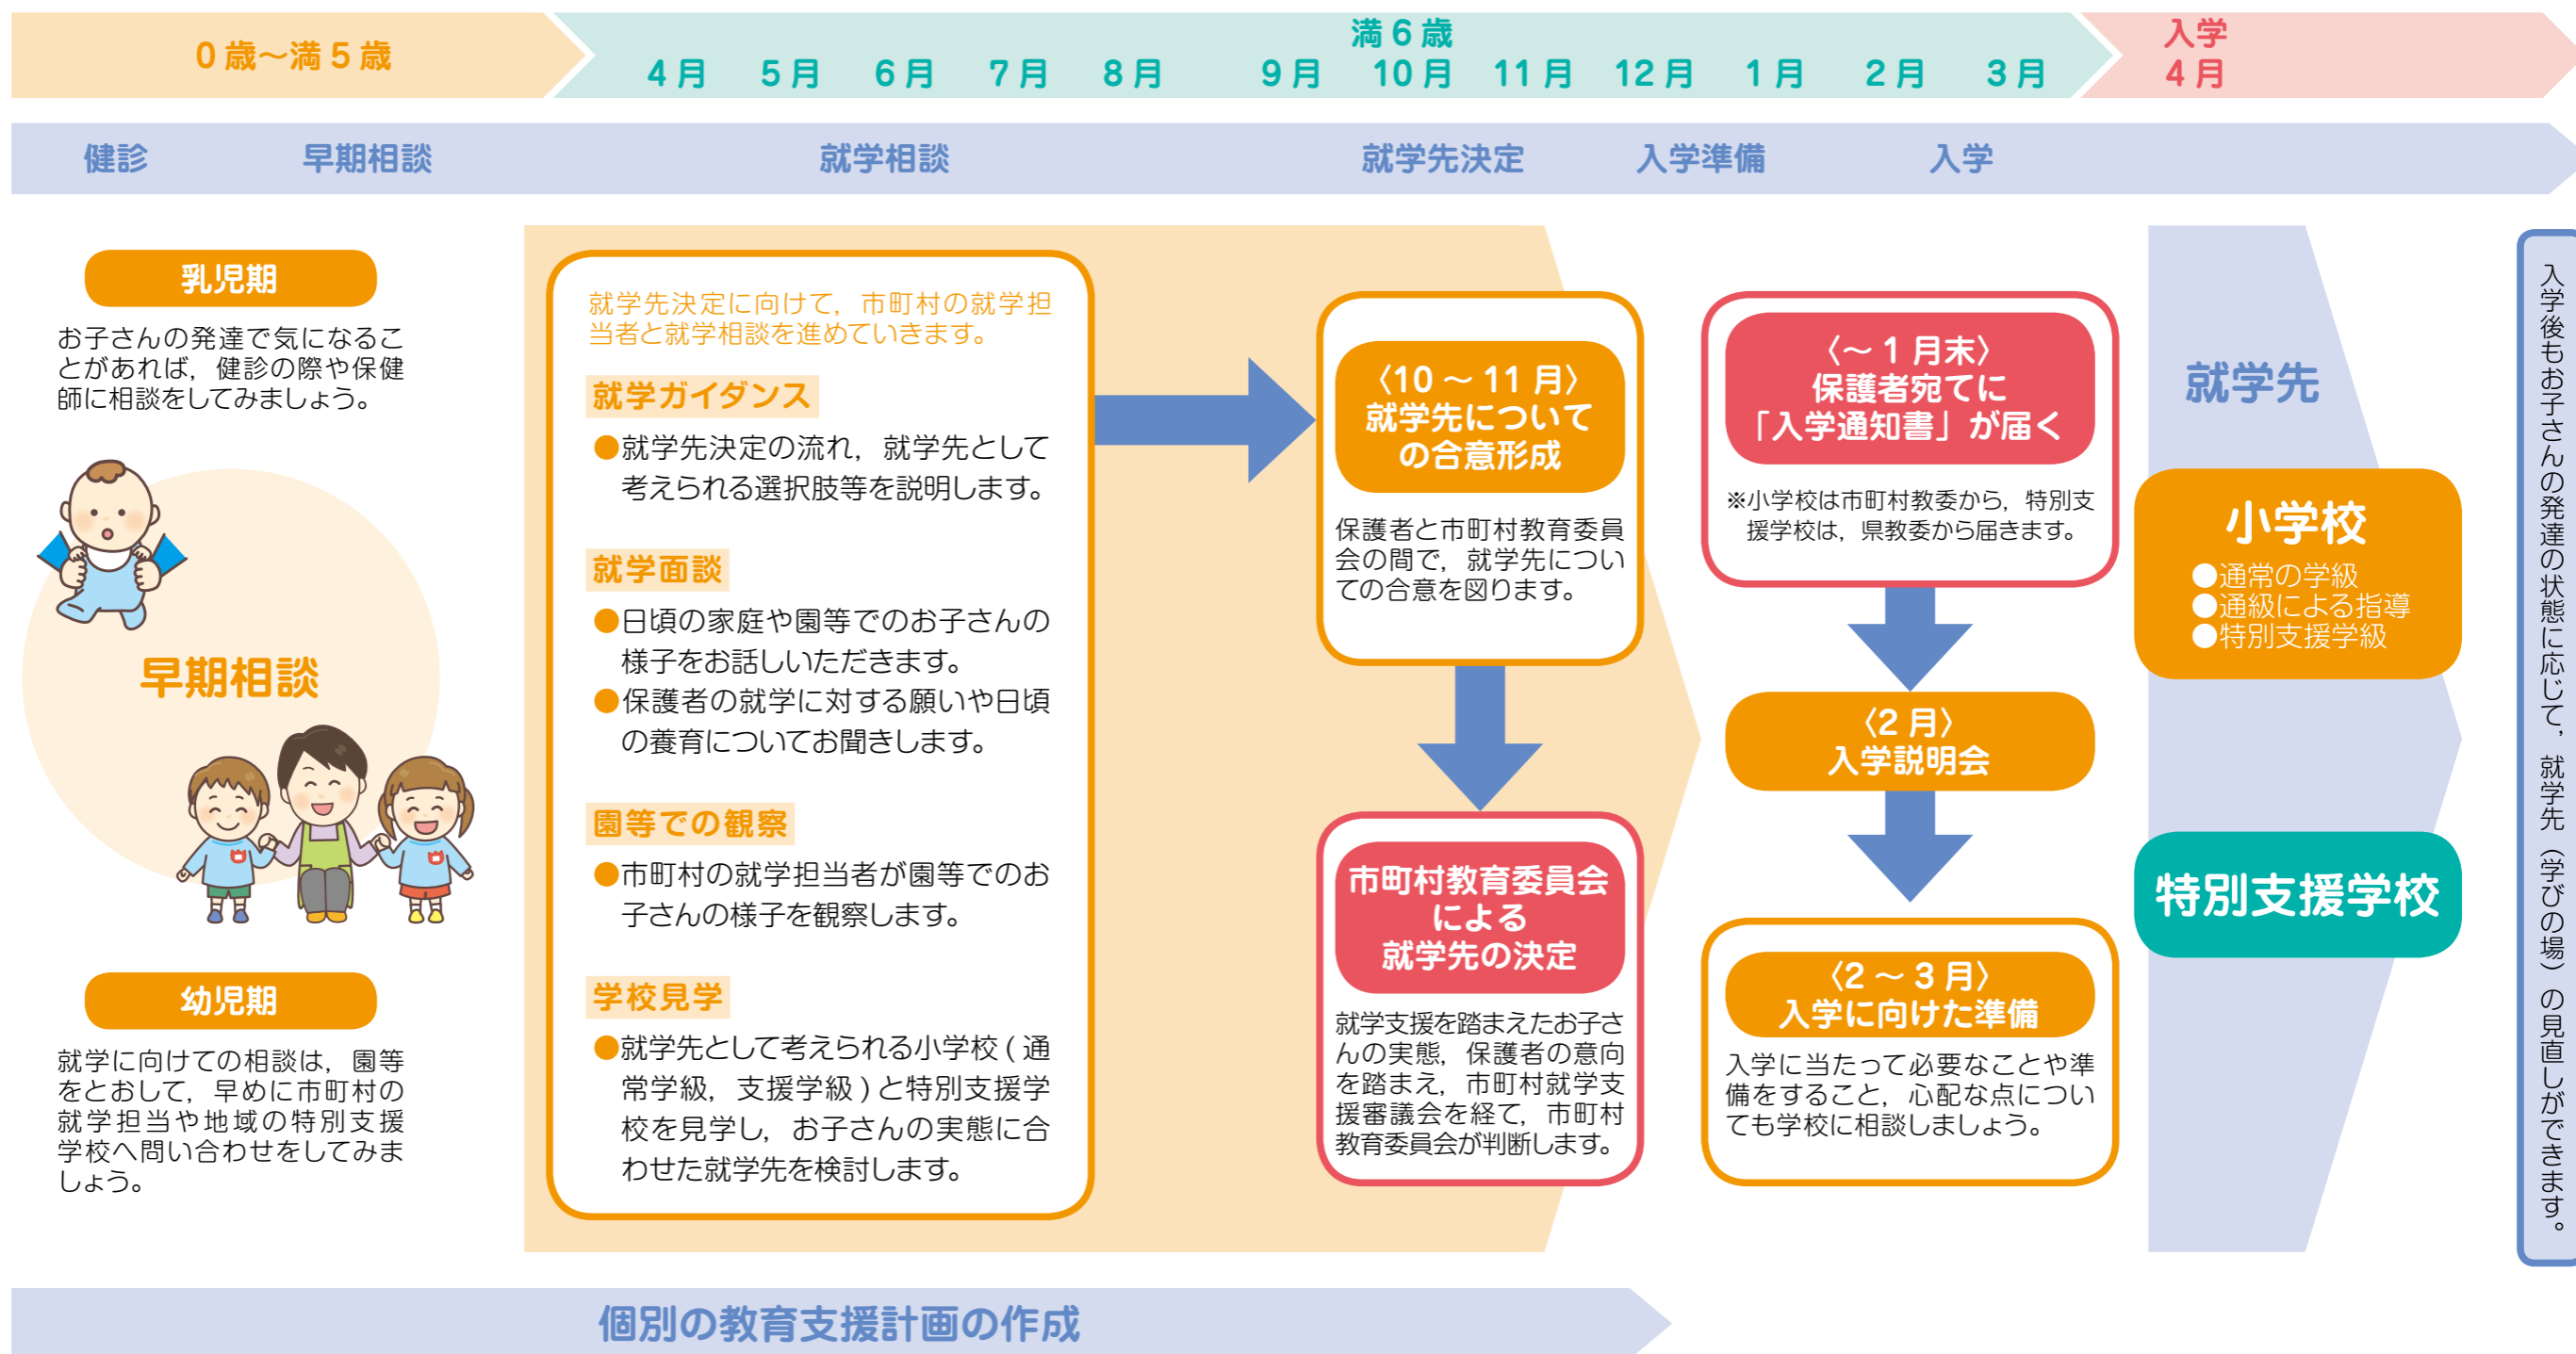 0歳～満5歳
満6歳
4月 5月 6月 7月 8月 9月 10月 11月 12月 1月 2月 3月
入学
4月
健診 早期相談 就学相談 就学先決定 入学準備 入学
乳児期
お子さんの発達で気になるこ
とがあれば，健診の際や保健
師に相談をしてみましょう。
早期相談
幼児期
就学に向けての相談は，園等
をとおして，早めに市町村の
就学担当や地域の特別支援
学校へ問い合わせをしてみま
しょう。
就学先決定に向けて，市町村の就学担
当者と就学相談を進めていきます。
就学ガイダンス
●就学先決定の流れ，就学先として
考えられる選択肢等を説明します。
就学面談
●日頃の家庭や園等でのお子さんの
様子をお話しいただきます。
●保護者の就学に対する願いや日頃
の養育についてお聞きします。
園等での観察
●市町村の就学担当者が園等でのお
子さんの様子を観察します。
学校見学
●就学先として考えられる小学校(通
常学級，支援学級)と特別支援学
校を見学し，お子さんの実態に合
わせた就学先を検討します。
〈10～11月〉
就学先について
の合意形成
保護者と市町村教育委員
会の間で，就学先につい
ての合意を図ります。
市町村教育委員会
による
就学先の決定
就学支援を踏まえたお子さ
んの実態，保護者の意向
を踏まえ，市町村就学支
援審議会を経て，市町村
教育委員会が判断します。
〈～1月末〉
保護者宛てに
「入学通知書」が届く
※小学校は市町村教委から，特別支
援学校は，県教委から届きます。
〈2月〉
入学説明会
〈2～3月〉
入学に向けた準備
入学に当たって必要なことや準
備をすること，心配な点につい
ても学校に相談しましょう。
就学先
小学校
●通常の学級
●通級による指導
●特別支援学級
特別支援学校
入学後もお子さんの発達の状態に応じて，就学先（学びの場）の見直しができます。
個別の教育支援計画の作成